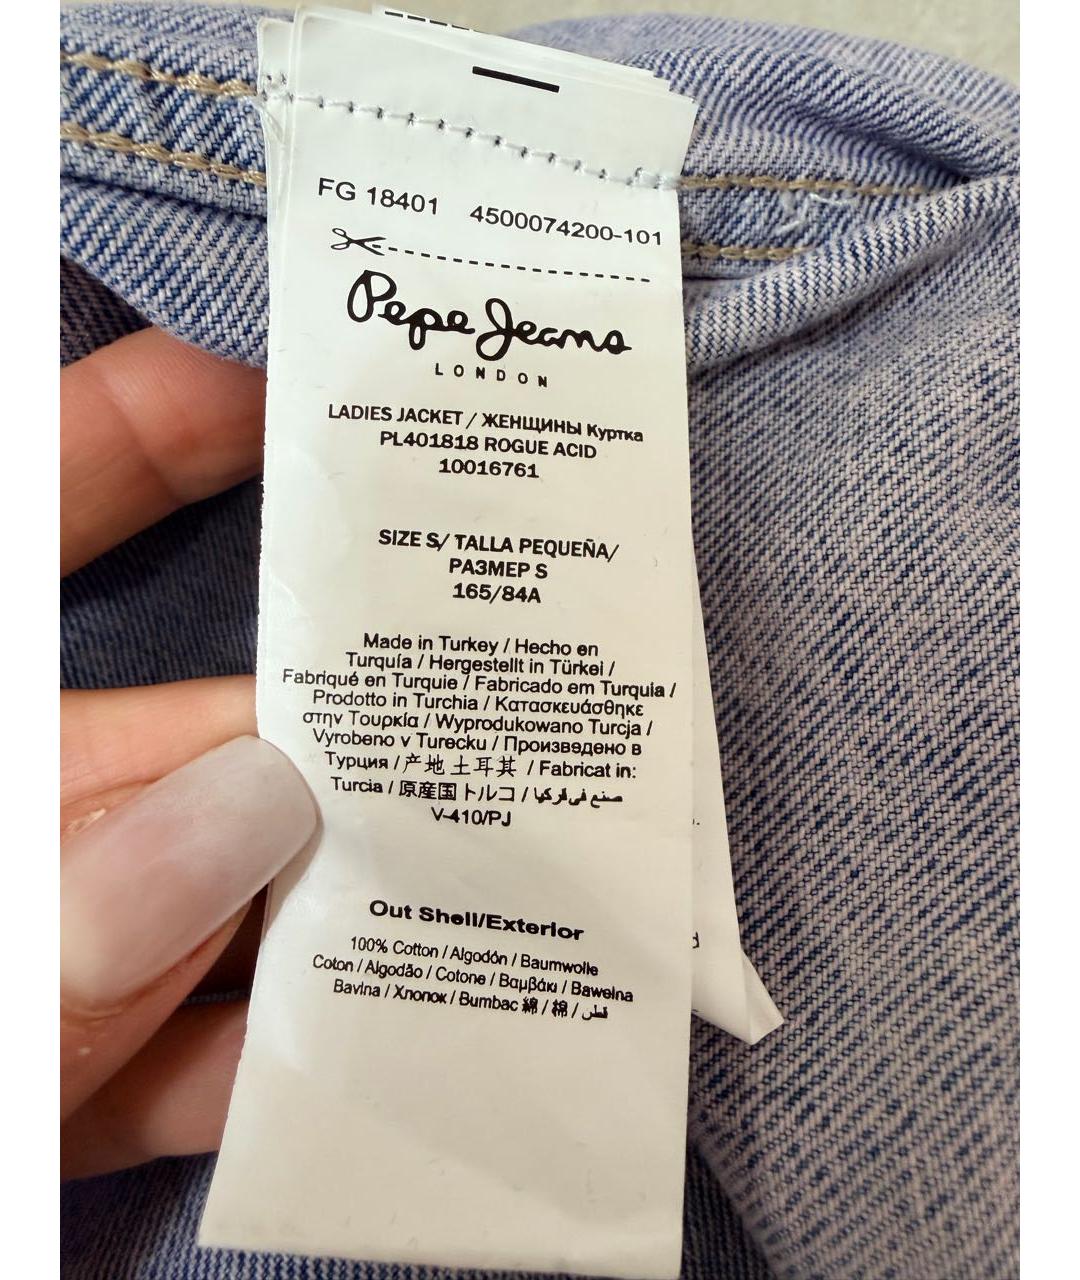 FG 18401 4500074200-101
Pepe Jeans
LONDON
LADIES JACKET / ЖЕНЩИНЫ Куртка
PL401818 ROGUE ACID
10016761
SIZE S/ TALLA PEQUEÑA/
РАЗМЕР S
165/84A
Made in Turkey / Hecho en
Turquía / Hergestellt in Türkei /
Fabriqué en Turquie / Fabricado em Turquia /
Prodotto in Turchia / Κατασκευάσθηκε
στην Τουρκία / Wyprodukowano Turcja /
Vyrobeno v Turecku / Произведено в
Турция / 产地 土耳其 / Fabricat in:
Turcia / 原産国 トルコ / صنع في تركيا
V-410/PJ
Out Shell/Exterior
100% Cotton / Algodón / Baumwolle
Coton / Algodão / Cotone / Βαμβάκι / Bawełna
Bavlna / Хлопок / Bumbac 綿 / 棉 / قطن